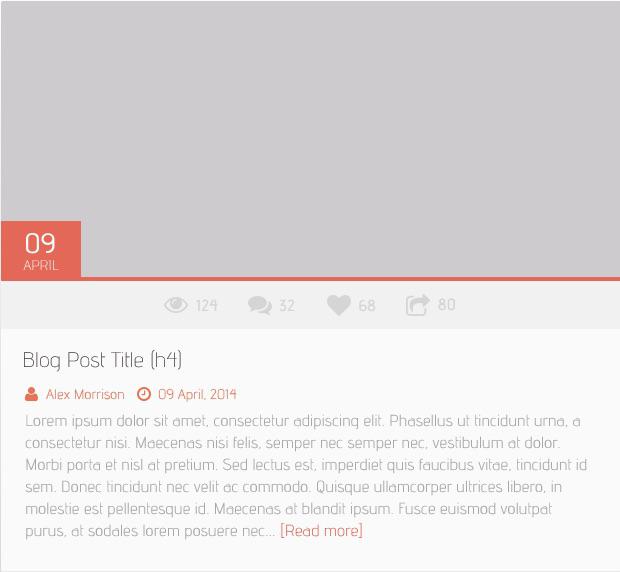 09
APRIL
124 32 68 80
Blog Post Title (h4)
Alex Morrison 09 April, 2014
Lorem ipsum dolor sit amet, consectetur adipiscing elit. Phasellus ut tincidunt urna, a
consectetur nisi. Maecenas nisi felis, semper nec semper nec, vestibulum at dolor.
Morbi porta et nisl at pretium. Sed lectus est, imperdiet quis faucibus vitae, tincidunt id
sem. Donec tincidunt nec velit ac commodo. Quisque ullamcorper ultrices libero, in
molestie est pellentesque id. Maecenas at blandit ipsum. Fusce euismod volutpat
purus, at sodales lorem posuere nec... [Read more]